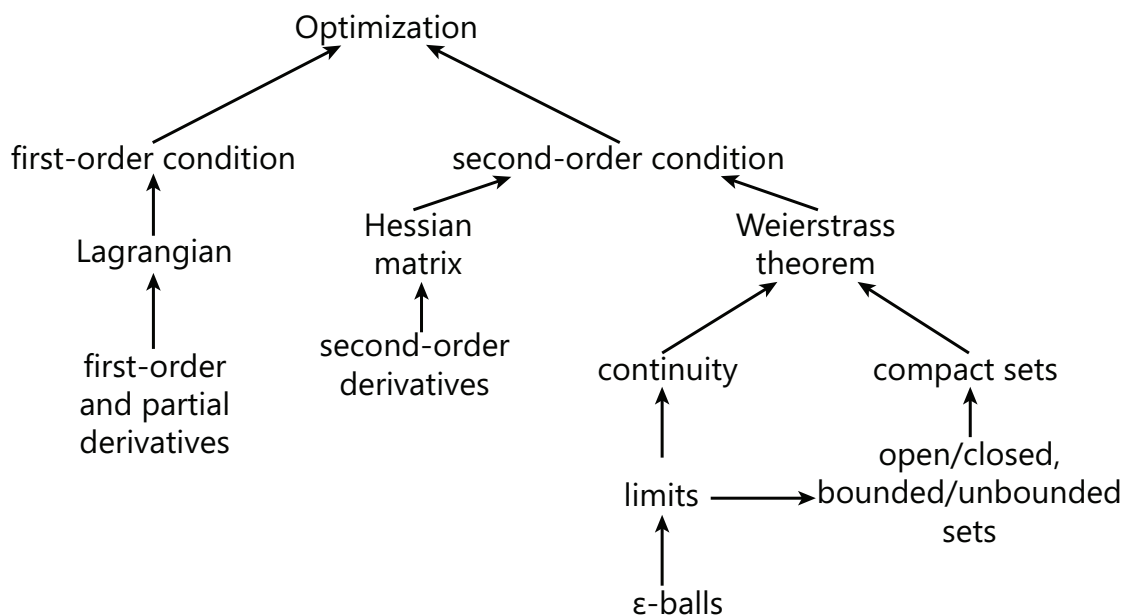 Optimization
first-order condition
second-order condition
Lagrangian
Hessian
matrix
Weierstrass
theorem
first-order
and partial
derivatives
second-order
derivatives
continuity
compact sets
limits
open/closed,
bounded/unbounded
sets
ε-balls